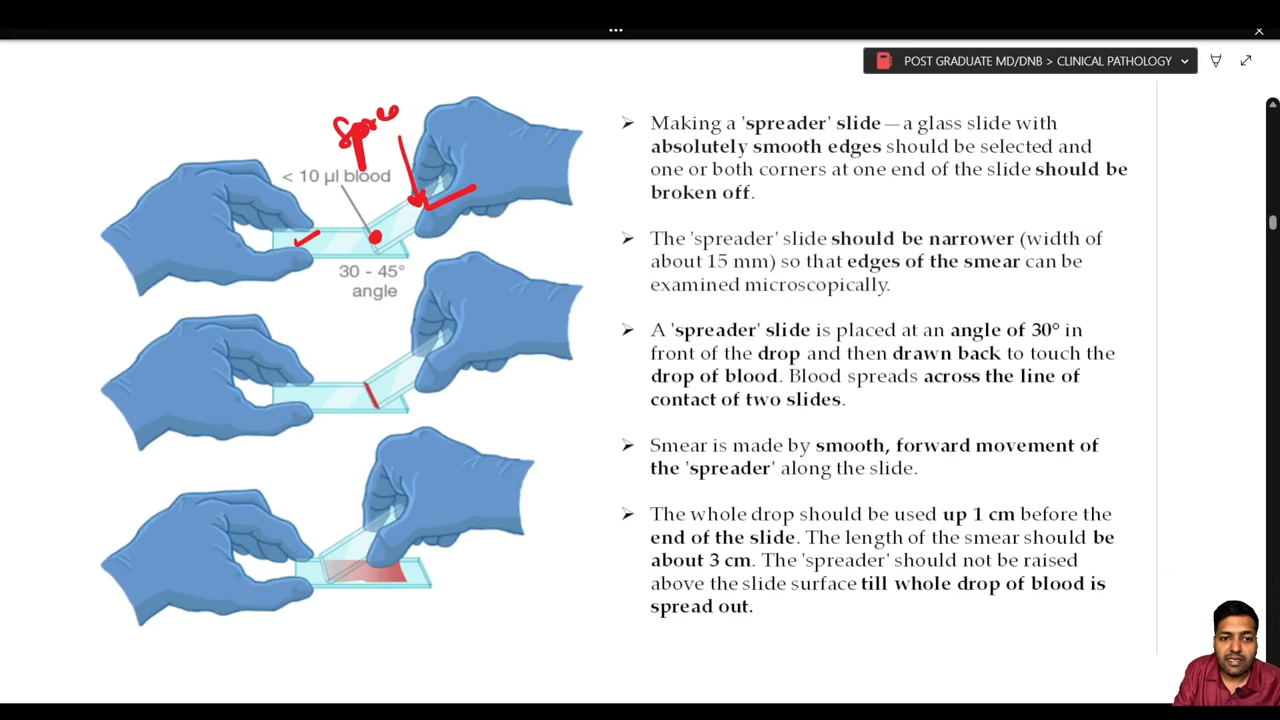 POST GRADUATE MD/DNB > CLINICAL PATHOLOGY
Spre
< 10 µl blood
30 - 45°
angle
➢ Making a 'spreader' slide—a glass slide with
absolutely smooth edges should be selected and
one or both corners at one end of the slide should be
broken off.
➢ The 'spreader' slide should be narrower (width of
about 15 mm) so that edges of the smear can be
examined microscopically.
➢ A 'spreader' slide is placed at an angle of 30° in
front of the drop and then drawn back to touch the
drop of blood. Blood spreads across the line of
contact of two slides.
➢ Smear is made by smooth, forward movement of
the 'spreader' along the slide.
➢ The whole drop should be used up 1 cm before the
end of the slide. The length of the smear should be
about 3 cm. The 'spreader' should not be raised
above the slide surface till whole drop of blood is
spread out.